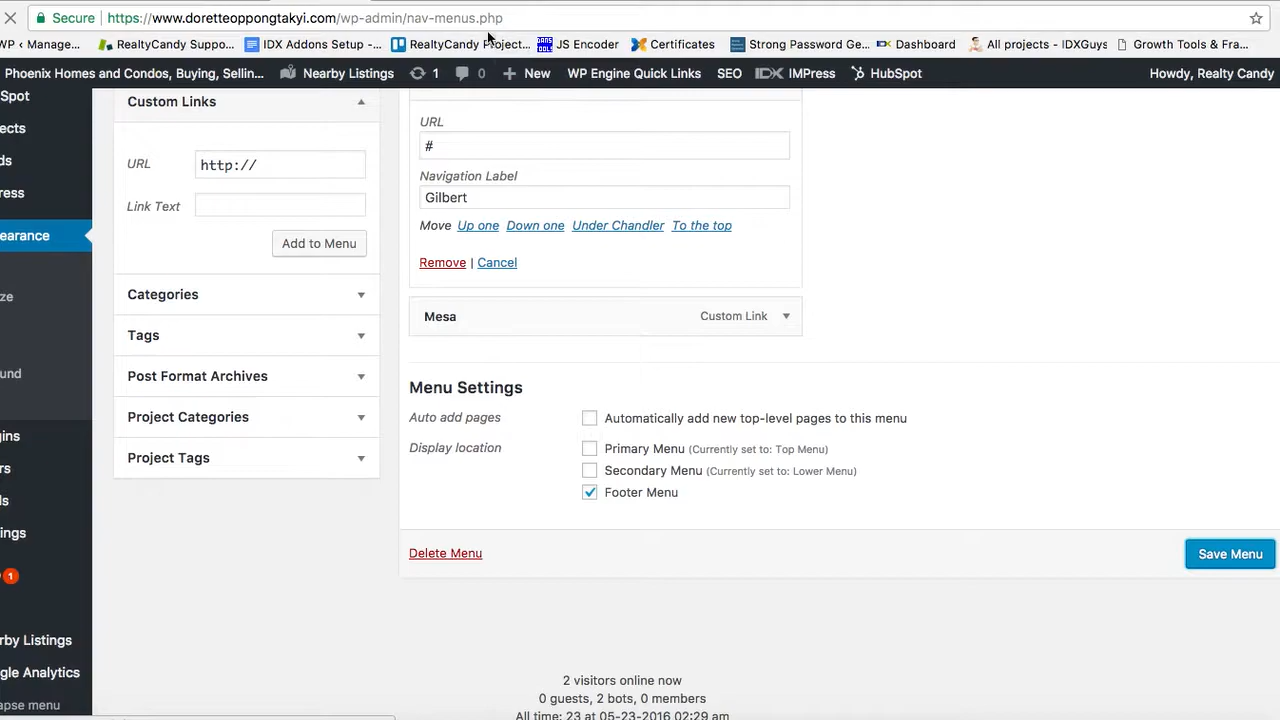 Secure https://www.doretteoppongtakyi.com/wp-admin/nav-menus.php
WP ‹ Manage... RealtyCandy Suppo... IDX Addons Setup -... RealtyCandy Project... JS Encoder Certificates Strong Password Ge... Dashboard All projects - IDXGuys Growth Tools & Fra...
Phoenix Homes and Condos, Buying, Sellin... Nearby Listings 1 0 New WP Engine Quick Links SEO IDX IMPress HubSpot Howdy, Realty Candy
Spot
ects
ds
ress
earance
ze
und
gins
rs
ls
ings
1
rby Listings
gle Analytics
apse menu
Custom Links
URL http://
Link Text
Add to Menu
Categories
Tags
Post Format Archives
Project Categories
Project Tags
URL
#
Navigation Label
Gilbert
Move Up one Down one Under Chandler To the top
Remove | Cancel
Mesa Custom Link
Menu Settings
Auto add pages Automatically add new top-level pages to this menu
Display location Primary Menu (Currently set to: Top Menu)
Secondary Menu (Currently set to: Lower Menu)
Footer Menu
Delete Menu Save Menu
2 visitors online now
0 guests, 2 bots, 0 members
All time: 23 at 05-23-2016 02:29 am